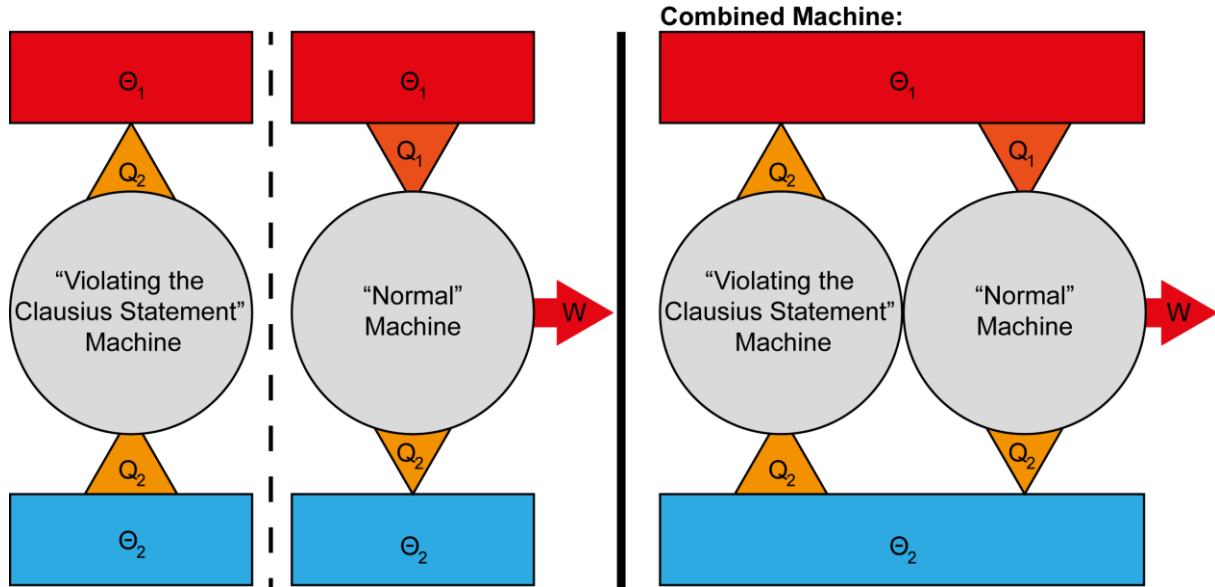 Combined Machine:
Θ₁
Θ₁
Θ₁
Q₂
Q₁
Q₂
Q₁
“Violating the
Clausius Statement”
Machine
“Normal”
Machine
W
“Violating the
Clausius Statement”
Machine
“Normal”
Machine
W
Q₂
Q₂
Q₂
Q₂
Θ₂
Θ₂
Θ₂